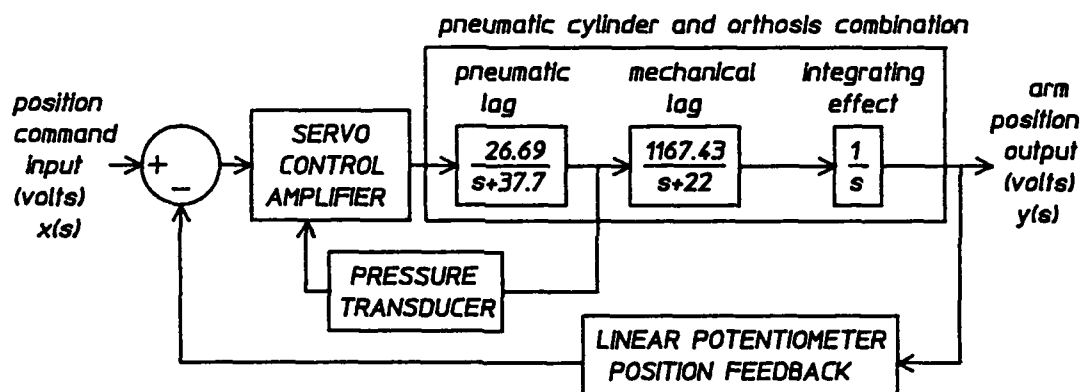 pneumatic cylinder and orthosis combination
pneumatic
lag
mechanical
lag
integrating
effect
position
command
input
(volts)
x(s)
+
−
SERVO
CONTROL
AMPLIFIER
26.69
s+37.7
1167.43
s+22
1
s
arm
position
output
(volts)
y(s)
PRESSURE
TRANSDUCER
LINEAR POTENTIOMETER
POSITION FEEDBACK